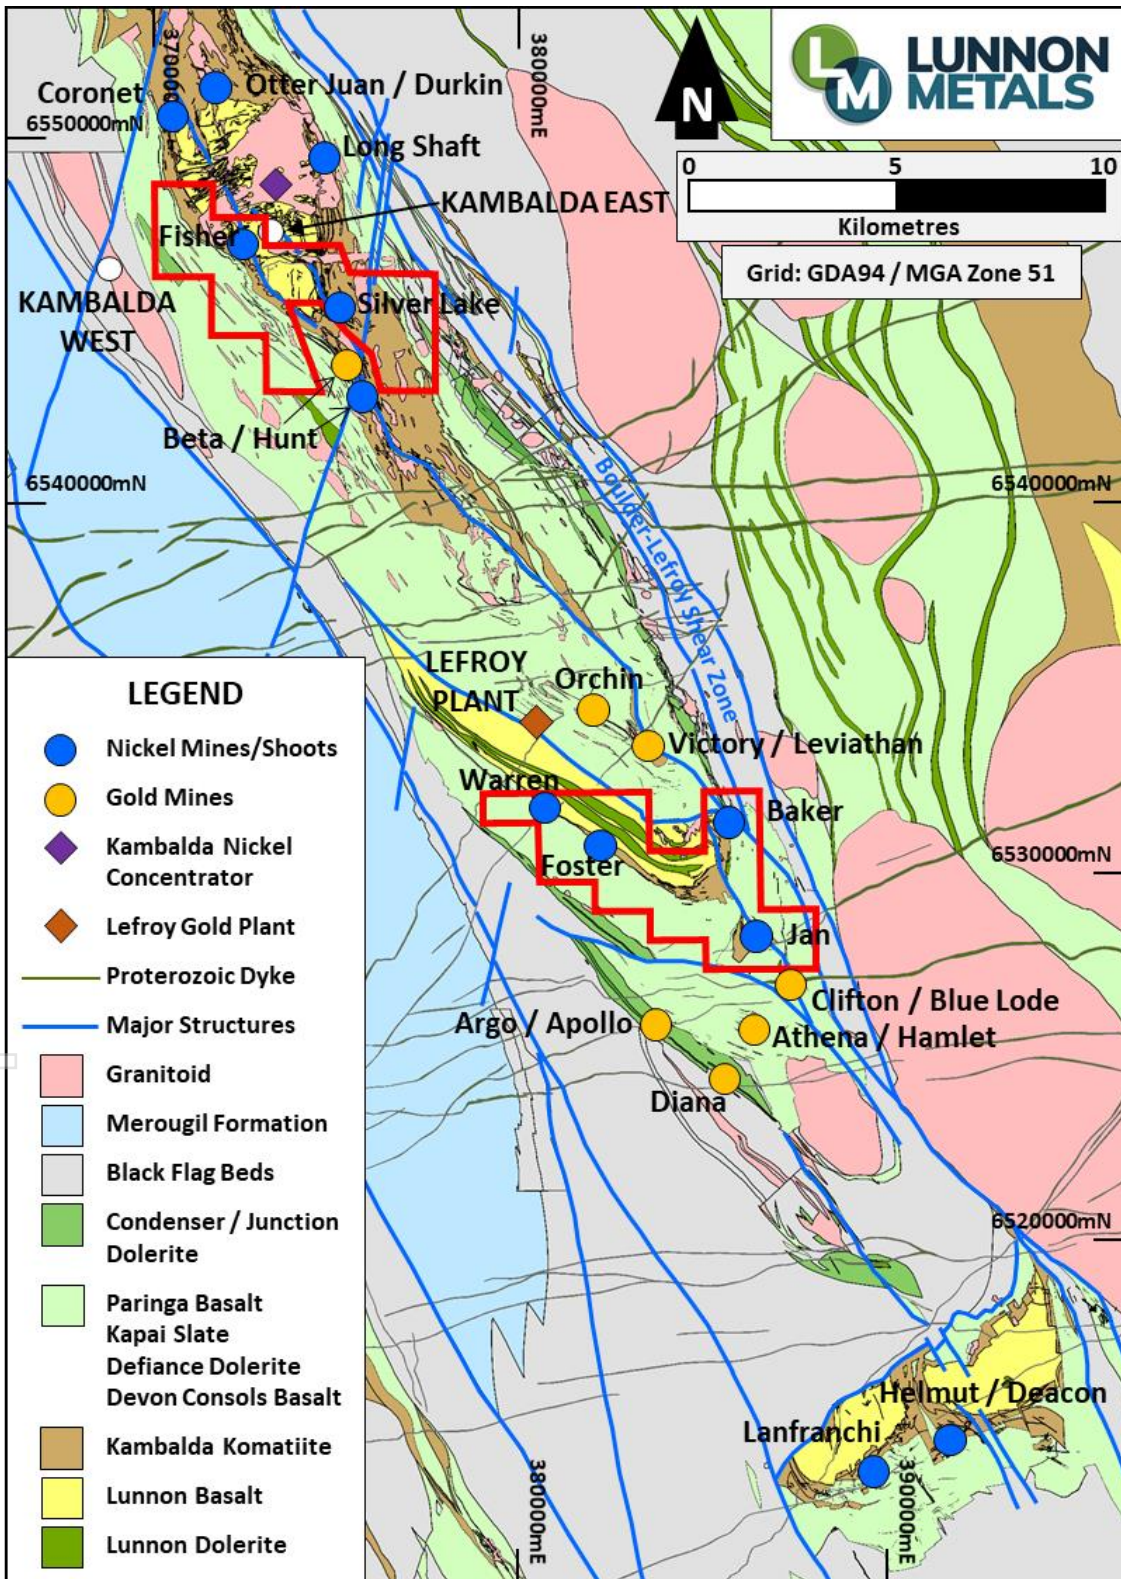 LM LUNNON
METALS
370000mE
380000mE
Coronet
Otter Juan / Durkin
6550000mN
Long Shaft
N
0 5 10
Kilometres
Grid: GDA94 / MGA Zone 51
KAMBALDA EAST
Fisher
KAMBALDA
WEST
Silver Lake
Beta / Hunt
6540000mN
6540000mN
Boulder-Lefroy Shear Zone
LEFROY
PLANT
Orchin
Victory / Leviathan
Warren
Baker
Foster
6530000mN
Jan
Clifton / Blue Lode
Argo / Apollo
Athena / Hamlet
Diana
6520000mN
Helmut / Deacon
Lanfranchi
380000mE
390000mE
LEGEND
Nickel Mines/Shoots
Gold Mines
Kambalda Nickel
Concentrator
Lefroy Gold Plant
Proterozoic Dyke
Major Structures
Granitoid
Merougil Formation
Black Flag Beds
Condenser / Junction
Dolerite
Paringa Basalt
Kapai Slate
Defiance Dolerite
Devon Consols Basalt
Kambalda Komatiite
Lunnon Basalt
Lunnon Dolerite